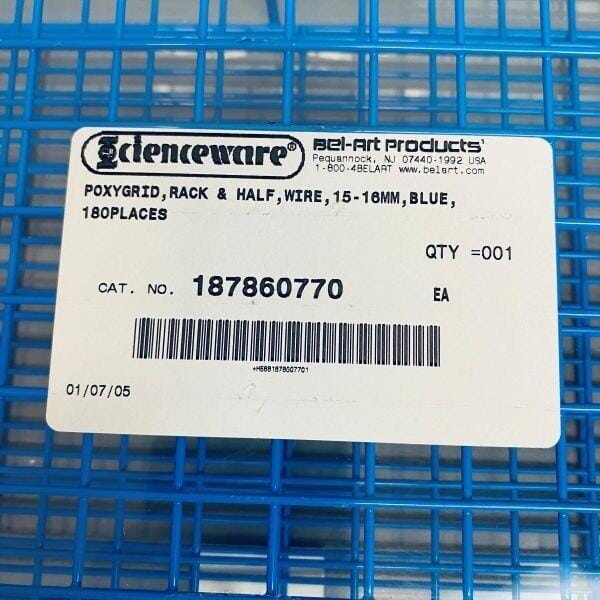 Scienceware®
Bel-Art Products'
Pequannock, NJ 07440-1992 USA
1-800-4BELART www.belart.com
POXYGRID,RACK & HALF,WIRE,15-16MM,BLUE,
180PLACES
QTY =001
CAT. NO. 187860770 EA
+H6881878607701
01/07/05